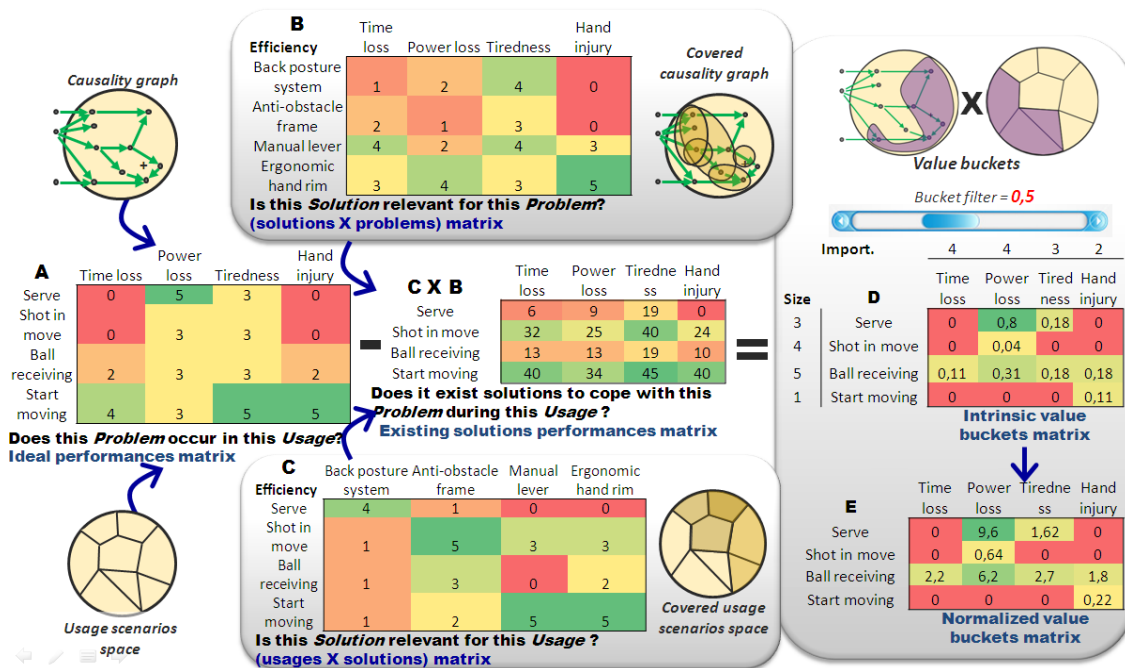 Causality graph
B
Efficiency
Time loss Power loss Tiredness Hand injury
Back posture system 1 2 4 0
Anti-obstacle frame 2 1 3 0
Manual lever 4 2 4 3
Ergonomic hand rim 3 4 3 5
Is this Solution relevant for this Problem?
(solutions X problems) matrix
Covered causality graph
X
Value buckets
Bucket filter = 0,5
A
Time loss Power loss Tiredness Hand injury
Serve 0 5 3 0
Shot in move 0 3 3 0
Ball receiving 2 3 3 2
Start moving 4 3 5 5
Does this Problem occur in this Usage?
Ideal performances matrix
C X B
Time loss Power loss Tiredne ss Hand injury
Serve 6 9 19 0
Shot in move 32 25 40 24
Ball receiving 13 13 19 10
Start moving 40 34 45 40
Does it exist solutions to cope with this
Problem during this Usage ?
Existing solutions performances matrix
C
Efficiency
Back posture system Anti-obstacle frame Manual lever Ergonomic hand rim
Serve 4 1 0 0
Shot in move 1 5 3 3
Ball receiving 1 3 0 2
Start moving 1 2 5 5
Is this Solution relevant for this Usage ?
(usages X solutions) matrix
Covered usage scenarios space
Usage scenarios space
Import. 4 4 3 2
Size D
Time loss Power loss Tired ness Hand injury
3 Serve 0 0,8 0,18 0
4 Shot in move 0 0,04 0 0
5 Ball receiving 0,11 0,31 0,18 0,18
1 Start moving 0 0 0 0,11
Intrinsic value
buckets matrix
E
Time loss Power loss Tiredne ss Hand injury
Serve 0 9,6 1,62 0
Shot in move 0 0,64 0 0
Ball receiving 2,2 6,2 2,7 1,8
Start moving 0 0 0 0,22
Normalized value
buckets matrix